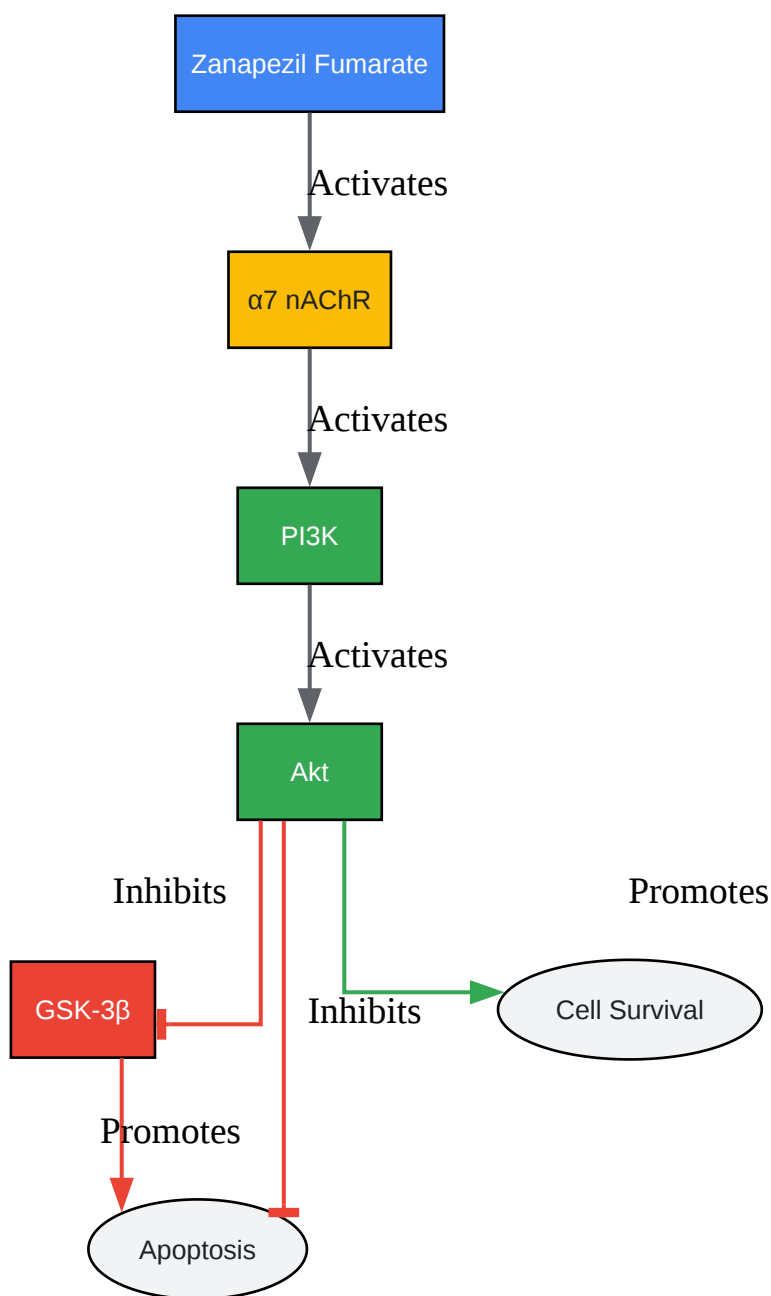 Zanapezil Fumarate
Activates
α7 nAChR
Activates
PI3K
Activates
Akt
Inhibits
Promotes
GSK-3β
Inhibits
Cell Survival
Promotes
Apoptosis